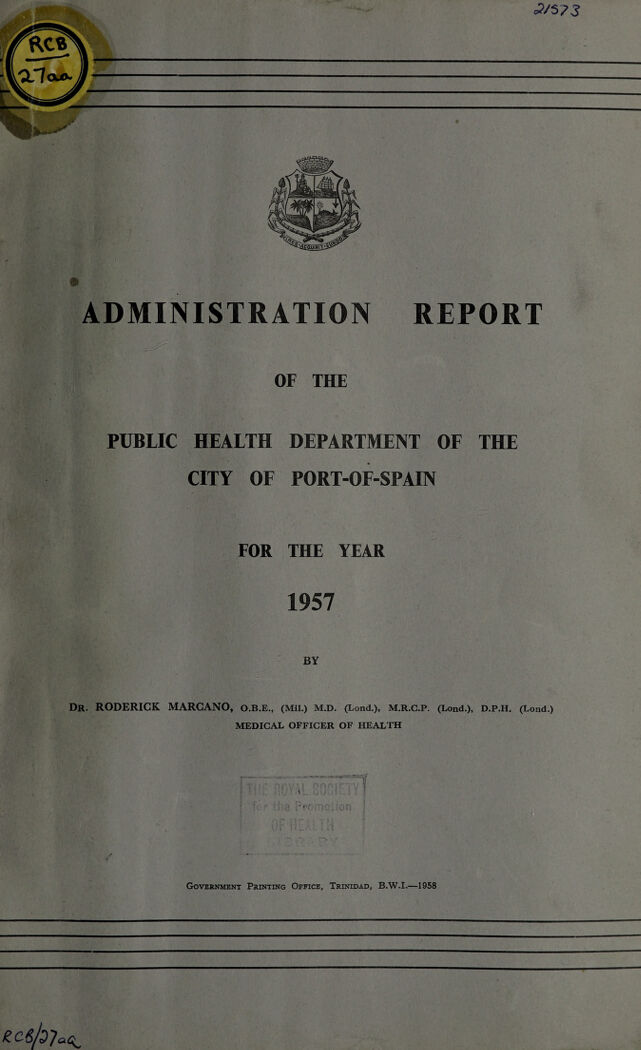 21573
RCB
27aa
ADMINISTRATION REPORT
OF THE
PUBLIC HEALTH DEPARTMENT OF THE
CITY OF PORT-OF-SPAIN
FOR THE YEAR
1957
BY
DR. RODERICK MARCANO, O.B.E., (Mil.) M.D. (Lond.), M.R.C.P. (Lond.), D.P.H. (Lond.)
MEDICAL OFFICER OF HEALTH
THE ROYAL SOCIETY
for the Promotion
OF HEALTH
LIBRARY
GOVERNMENT PRINTING OFFICE, TRINIDAD, B.W.I.—1958
RCB/27aa